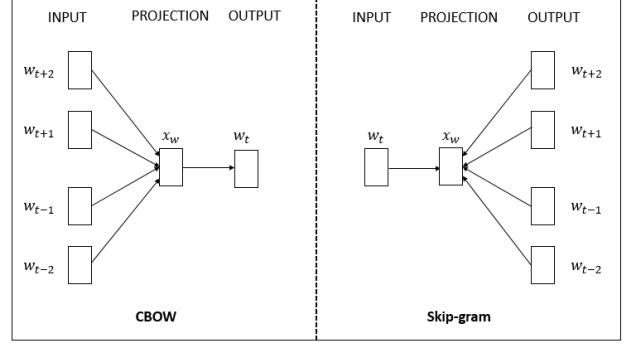 INPUT PROJECTION OUTPUT
w_{t+2}
w_{t+1}
x_w w_t
w_{t−1}
w_{t−2}
CBOW
INPUT PROJECTION OUTPUT
w_{t+2}
w_{t+1}
w_t x_w
w_{t−1}
w_{t−2}
Skip-gram